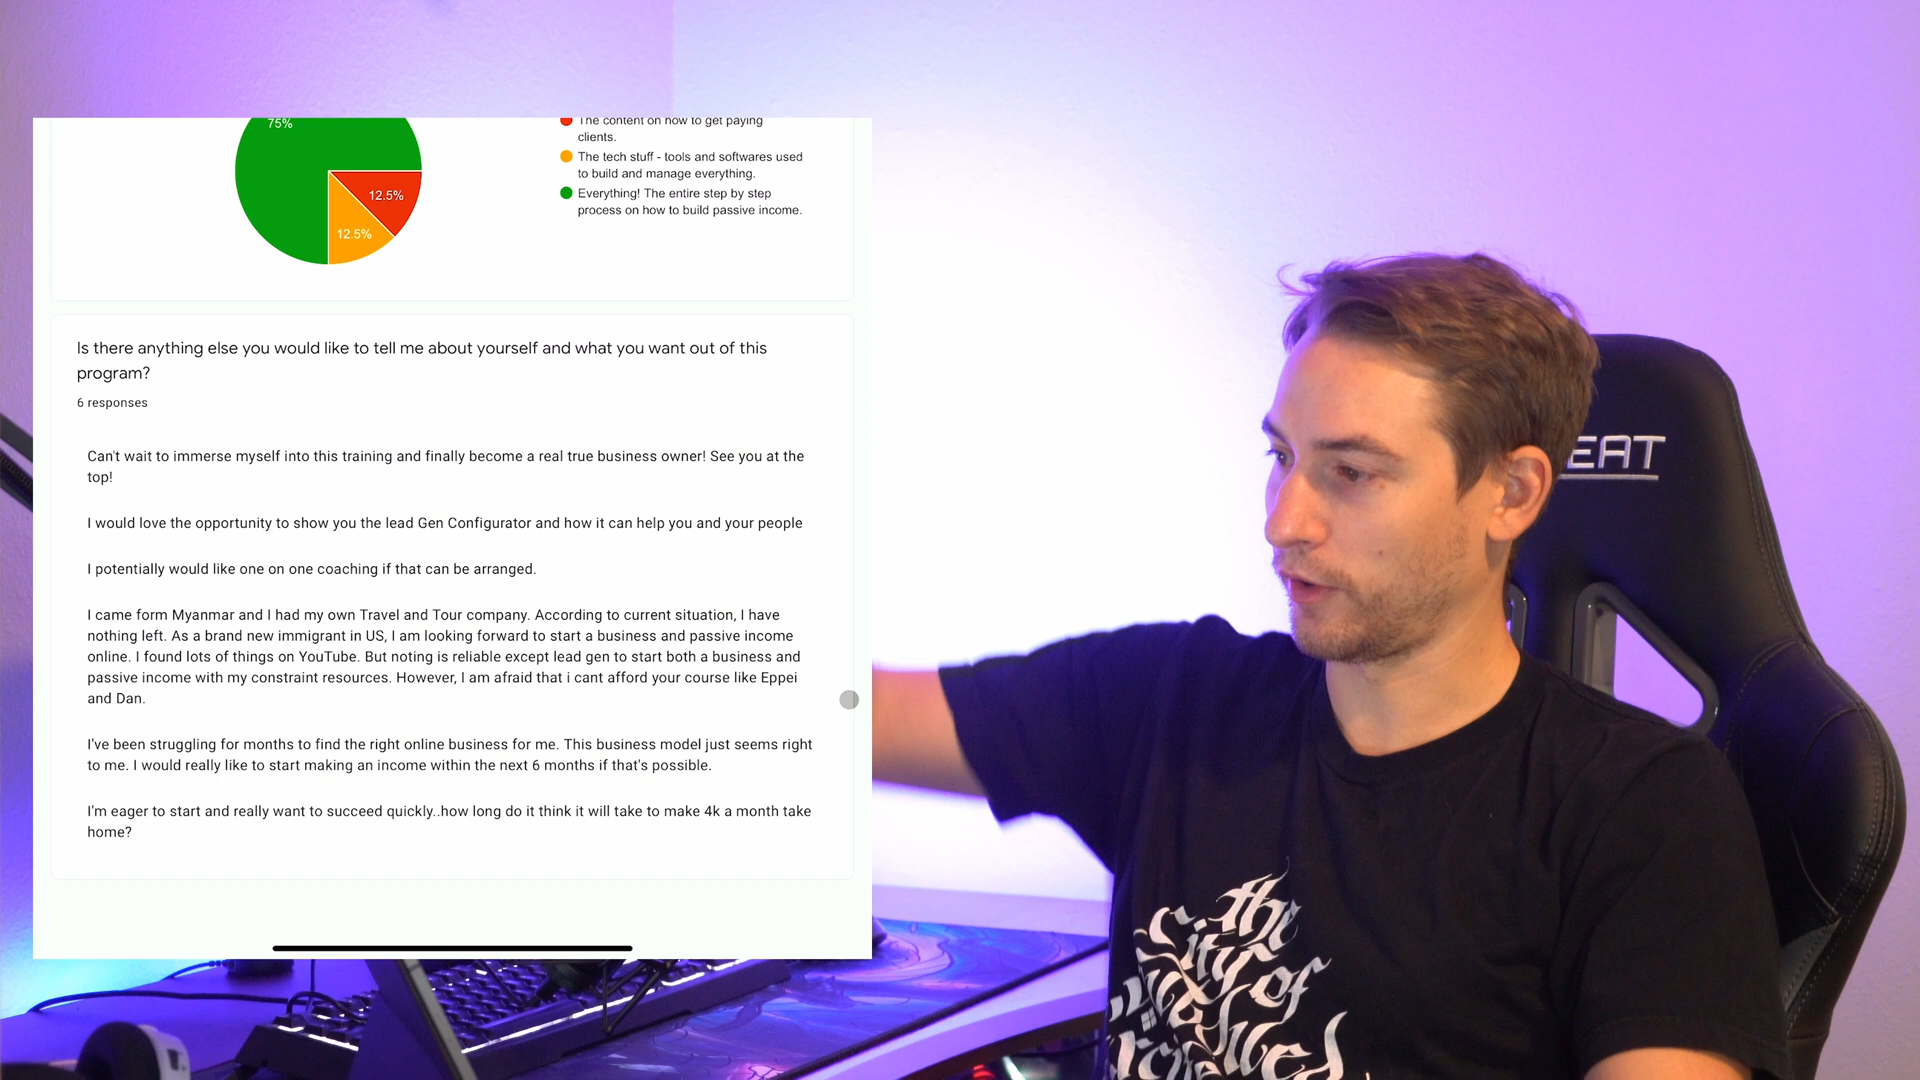 75%
12.5%
12.5%
The content on how to get paying
clients.
The tech stuff - tools and softwares used
to build and manage everything.
Everything! The entire step by step
process on how to build passive income.
Is there anything else you would like to tell me about yourself and what you want out of this
program?
6 responses
Can't wait to immerse myself into this training and finally become a real true business owner! See you at the
top!
I would love the opportunity to show you the lead Gen Configurator and how it can help you and your people
I potentially would like one on one coaching if that can be arranged.
I came form Myanmar and I had my own Travel and Tour company. According to current situation, I have
nothing left. As a brand new immigrant in US, I am looking forward to start a business and passive income
online. I found lots of things on YouTube. But noting is reliable except lead gen to start both a business and
passive income with my constraint resources. However, I am afraid that i cant afford your course like Eppei
and Dan.
I've been struggling for months to find the right online business for me. This business model just seems right
to me. I would really like to start making an income within the next 6 months if that's possible.
I'm eager to start and really want to succeed quickly..how long do it think it will take to make 4k a month take
home?
EAT
the
City of